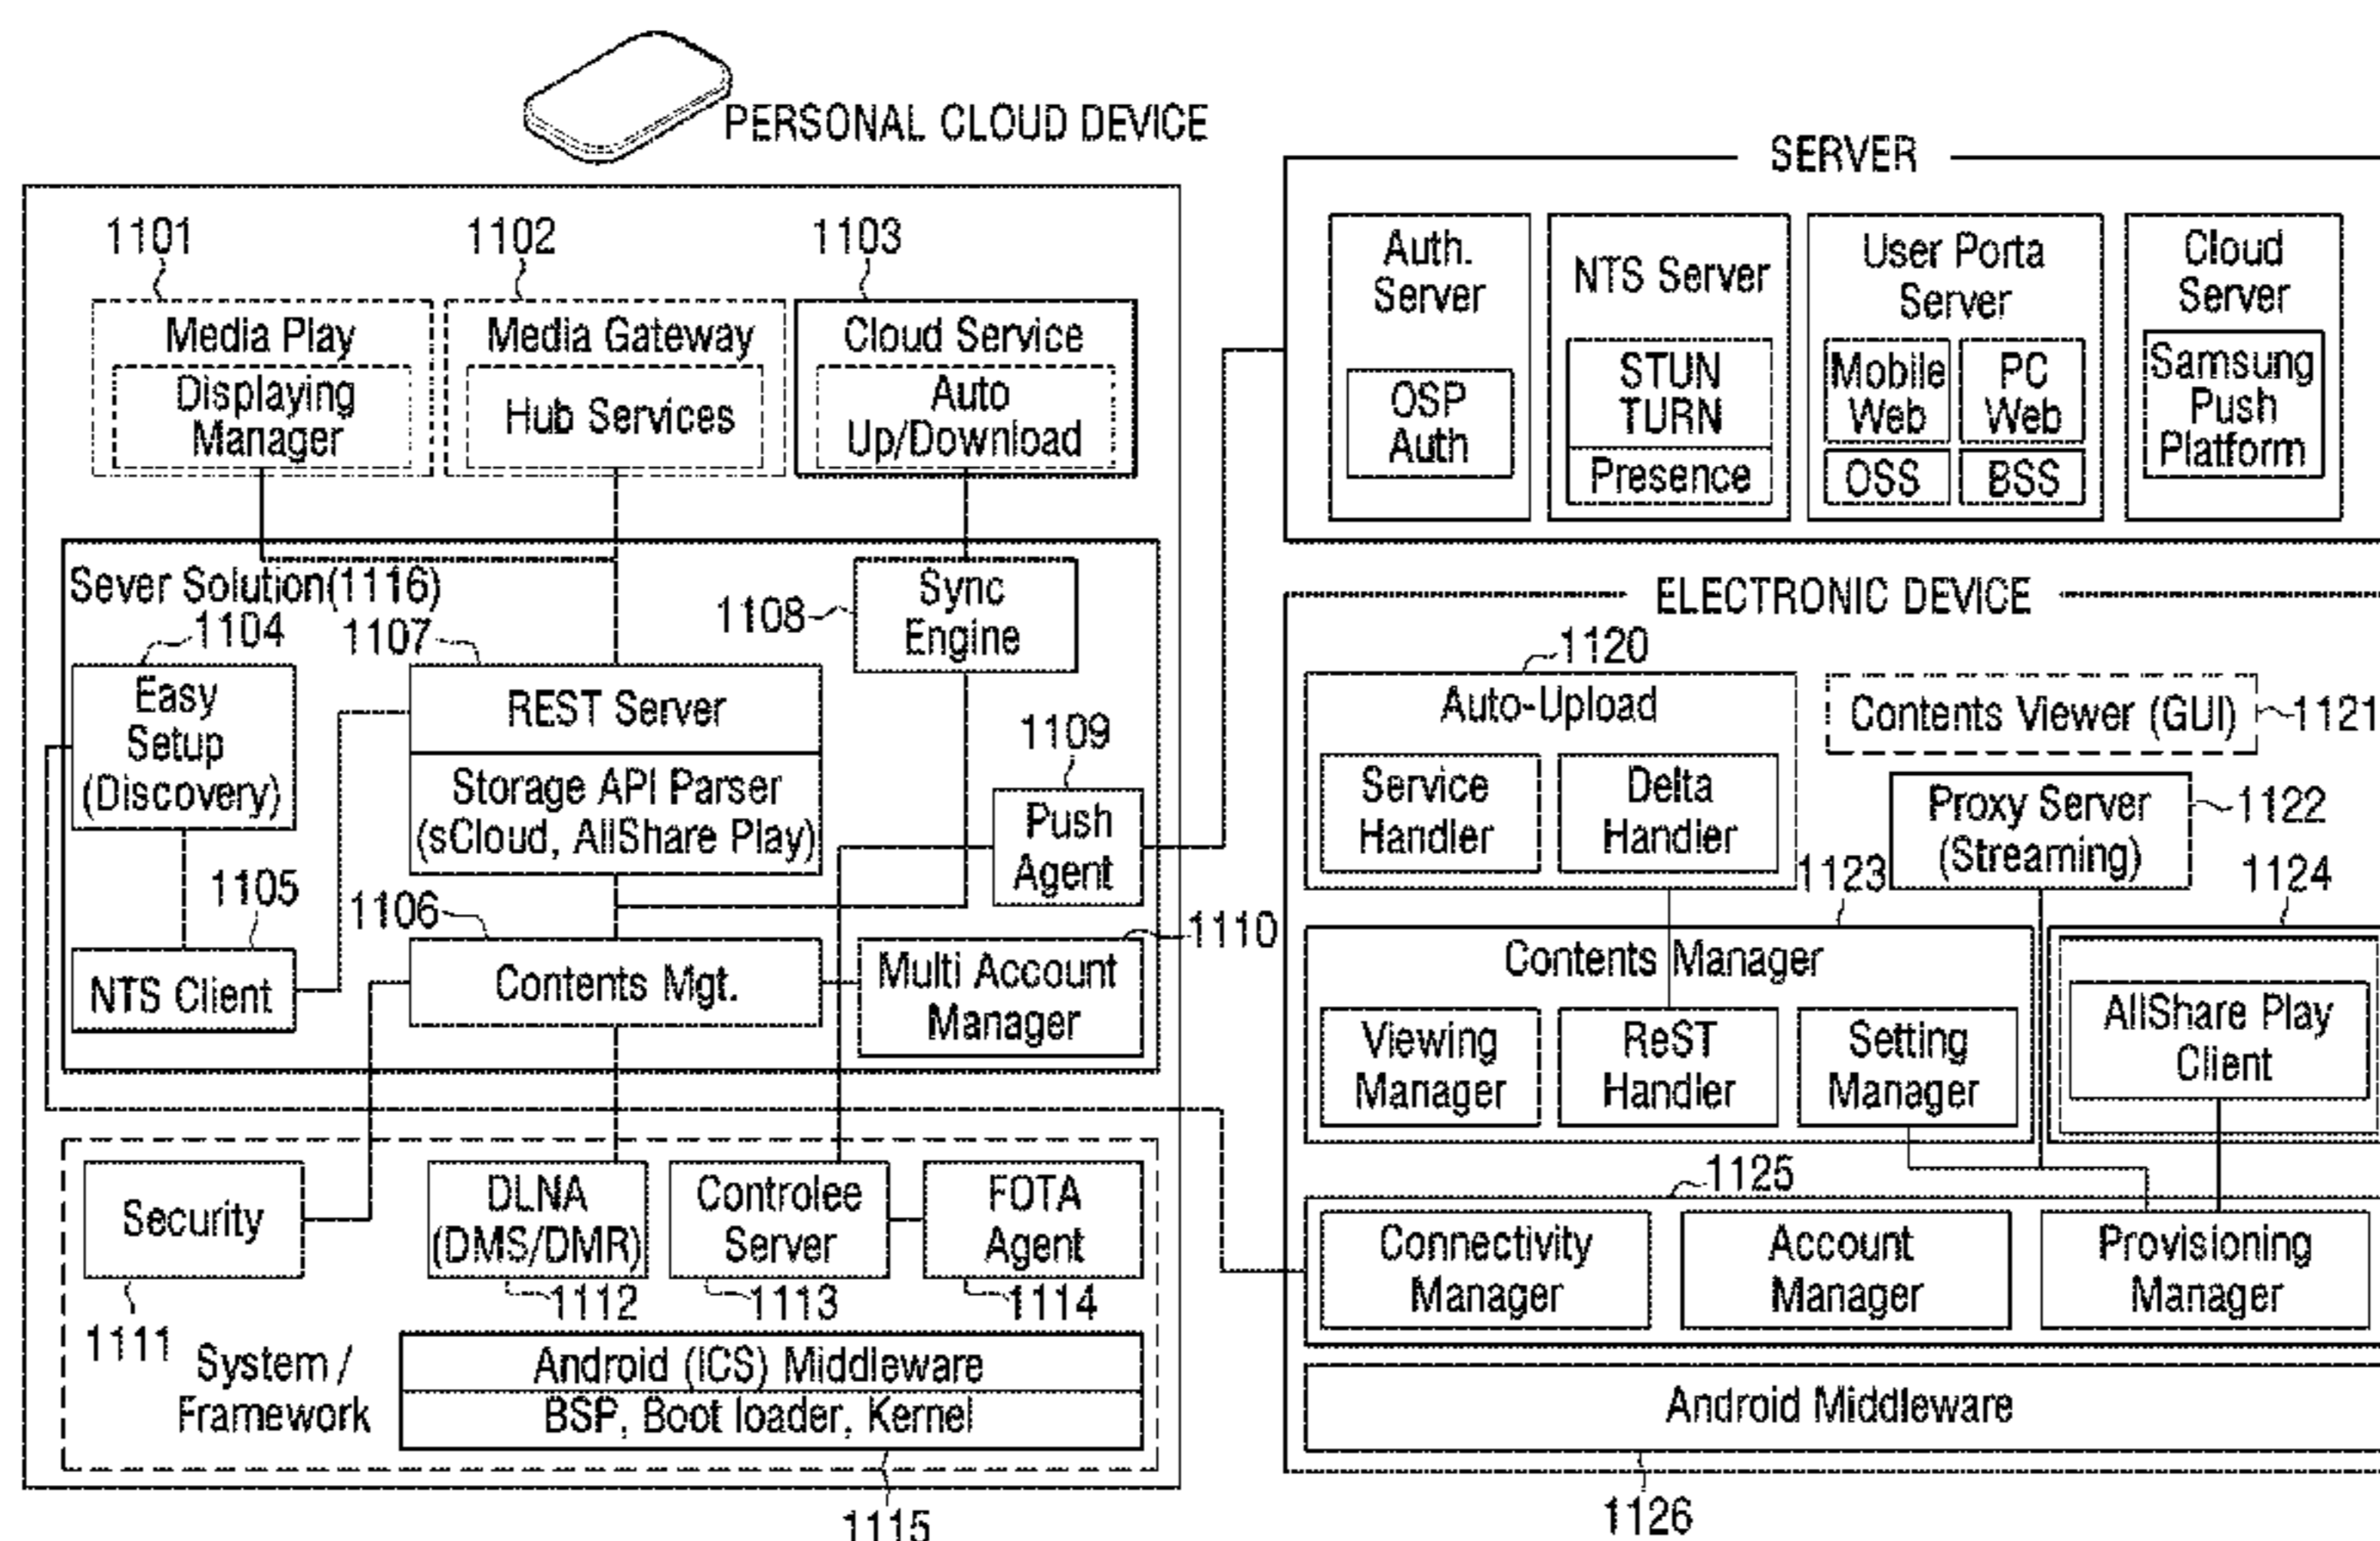 PERSONAL CLOUD DEVICE
1101
1102
1103
Media Play
Displaying
Manager
Media Gateway
Hub Services
Cloud Service
Auto
Up/Download
Sever Solution(1116)
1104
1107
1108
Sync
Engine
Easy
Setup
(Discovery)
REST Server
Storage API Parser
(sCloud, AllShare Play)
1109
Push
Agent
1105
1106
1110
NTS Client
Contents Mgt.
Multi Account
Manager
Security
DLNA
(DMS/DMR)
Controlee
Server
FOTA
Agent
1111
1112
1113
1114
System /
Framework
Android (ICS) Middleware
BSP, Boot loader, Kernel
1115
SERVER
Auth.
Server
OSP
Auth
NTS Server
STUN
TURN
Presence
User Porta
Server
Mobile
Web
PC
Web
OSS
BSS
Cloud
Server
Samsung
Push
Platform
ELECTRONIC DEVICE
1120
Auto-Upload
Service
Handler
Delta
Handler
Contents Viewer (GUI)
1121
Proxy Server
(Streaming)
1122
1123
1124
Contents Manager
Viewing
Manager
ReST
Handler
Setting
Manager
AllShare Play
Client
1125
Connectivity
Manager
Account
Manager
Provisioning
Manager
Android Middleware
1126